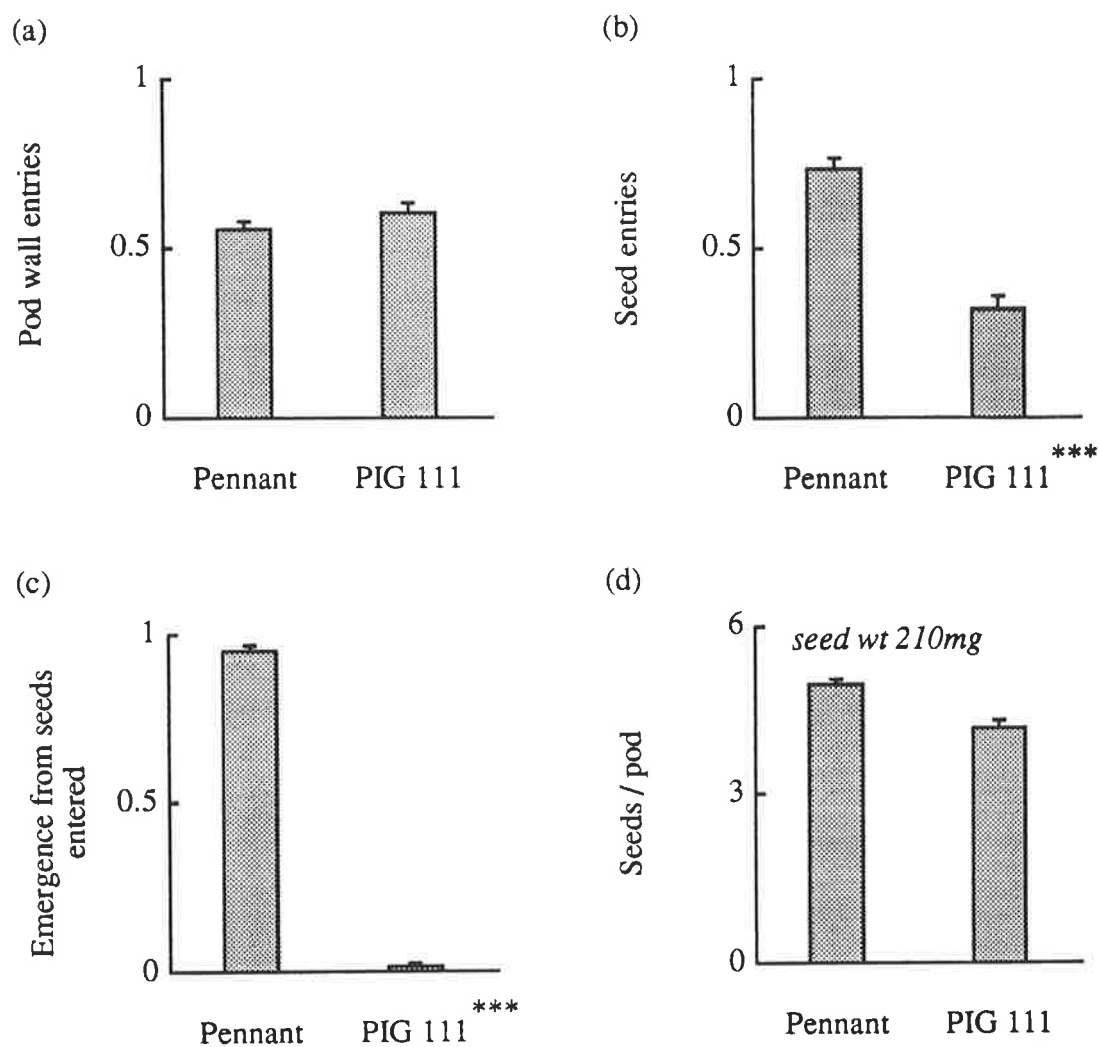 (a)
1
0.5
0
Pod wall entries
Pennant PIG 111
(b)
1
0.5
0
Seed entries
Pennant PIG 111***
(c)
1
0.5
0
Emergence from seeds
entered
Pennant PIG 111***
(d)
6
3
0
Seeds / pod
seed wt 210mg
Pennant PIG 111